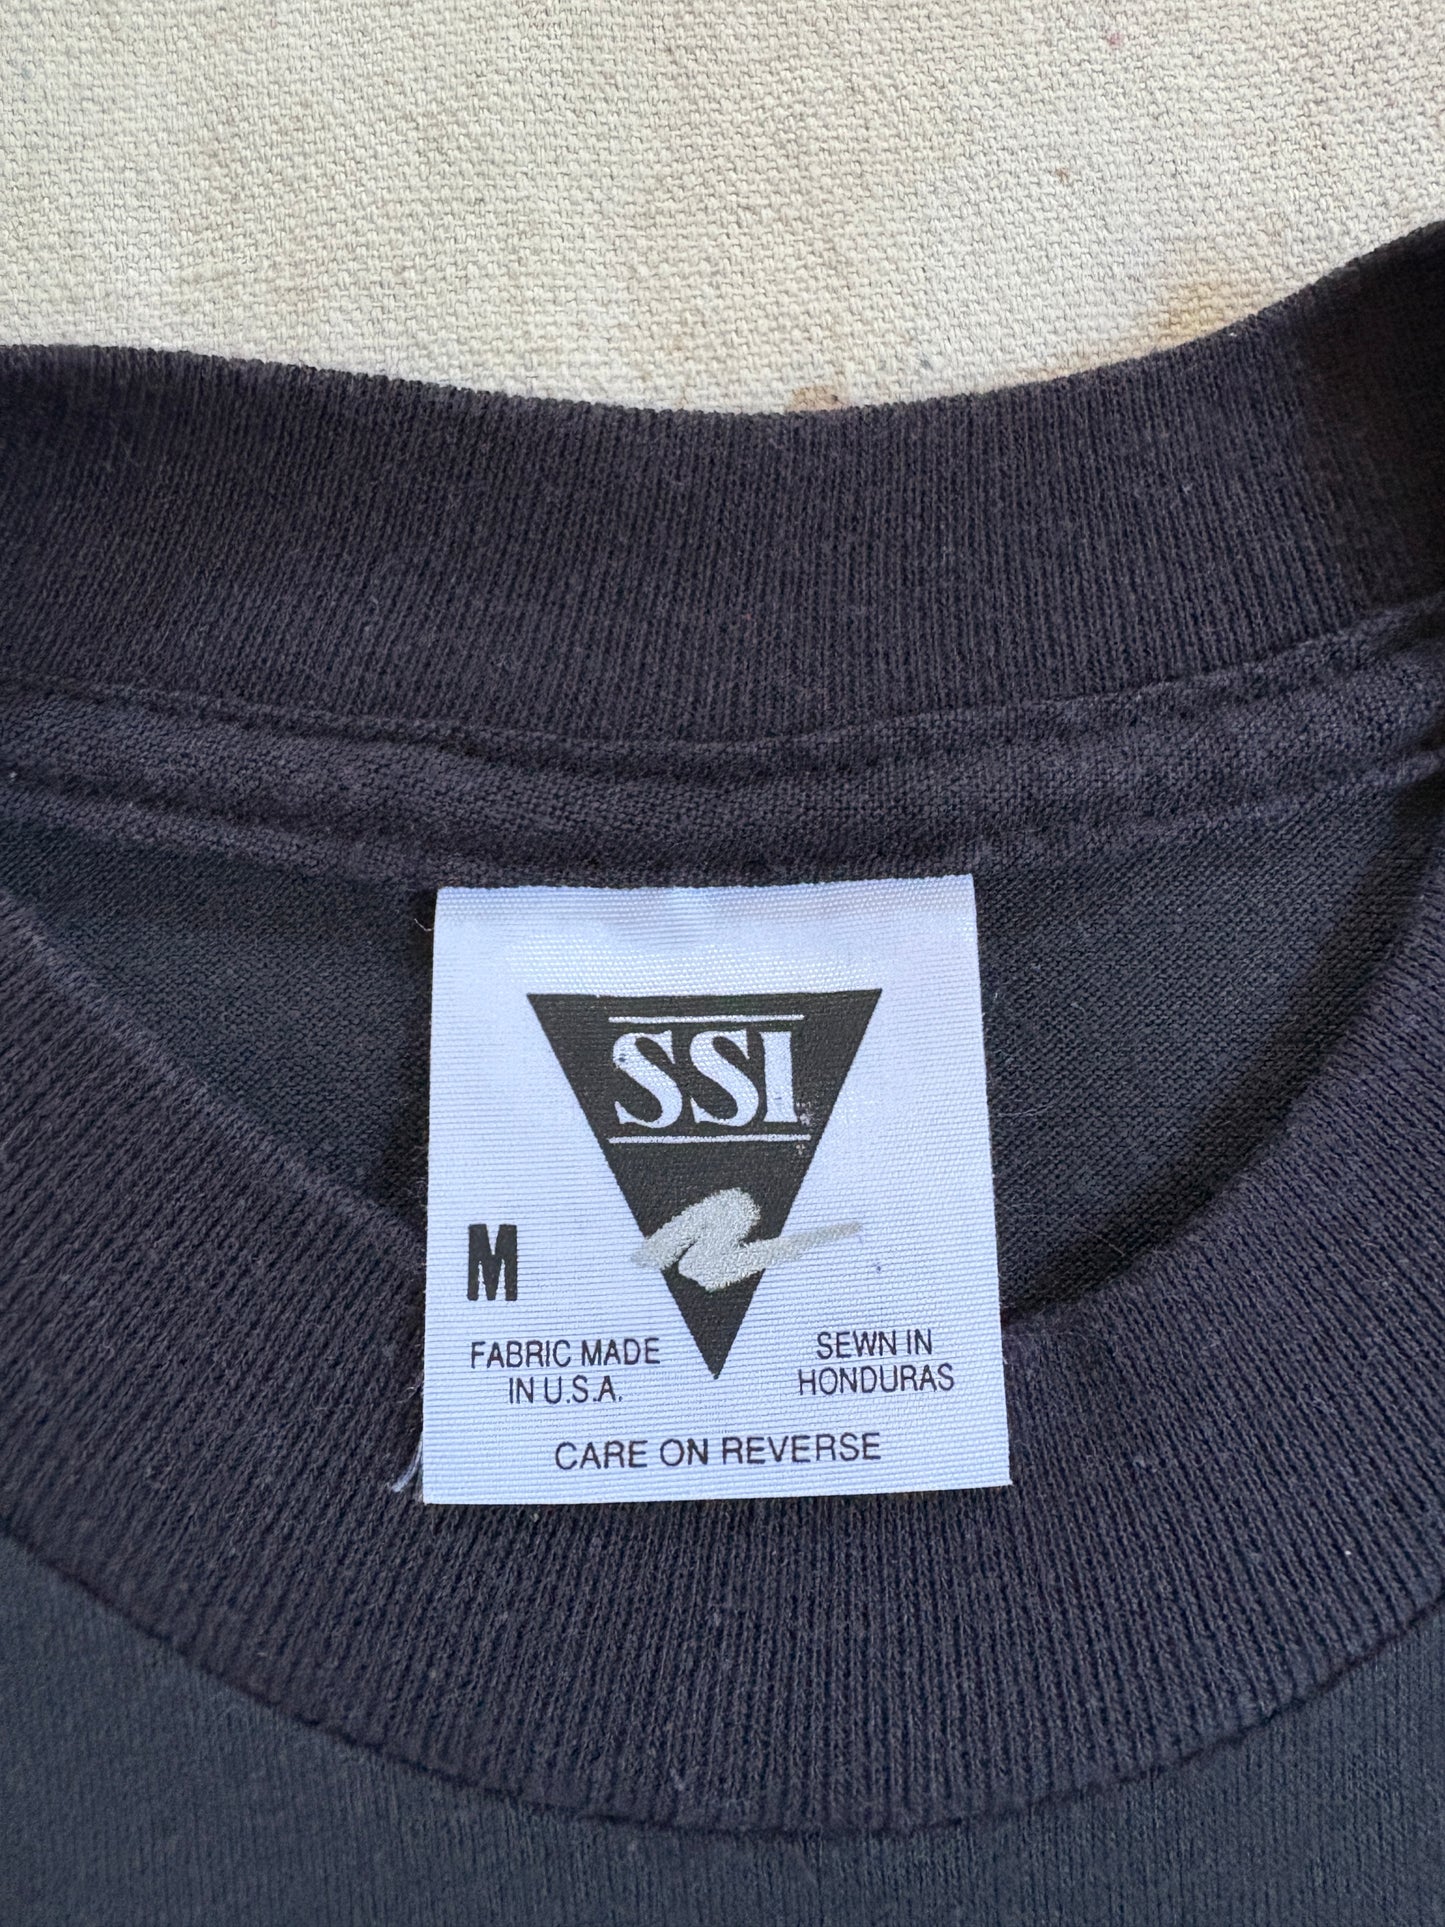 SSI
M
FABRIC MADE
IN U.S.A.
SEWN IN
HONDURAS
CARE ON REVERSE